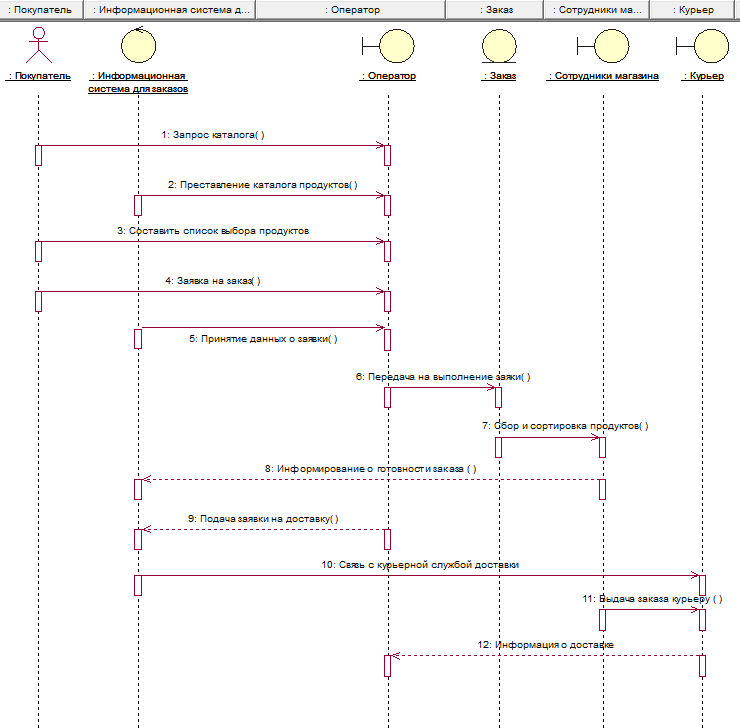 : Покупатель
: Информационная система д...
: Оператор
: Заказ
: Сотрудники ма...
: Курьер
: Покупатель
: Информационная
система для заказов
: Оператор
: Заказ
: Сотрудники магазина
: Курьер
1: Запрос каталога( )
2: Преставление каталога продуктов( )
3: Составить список выбора продуктов
4: Заявка на заказ( )
5: Принятие данных о заявки( )
6: Передача на выполнение заяки( )
7: Сбор и сортировка продуктов( )
8: Информирование о готовности заказа ( )
9: Подача заявки на доставку( )
10: Связь с курьерной службой доставки
11: Выдача заказа курьеру ( )
12: Информация о доставке